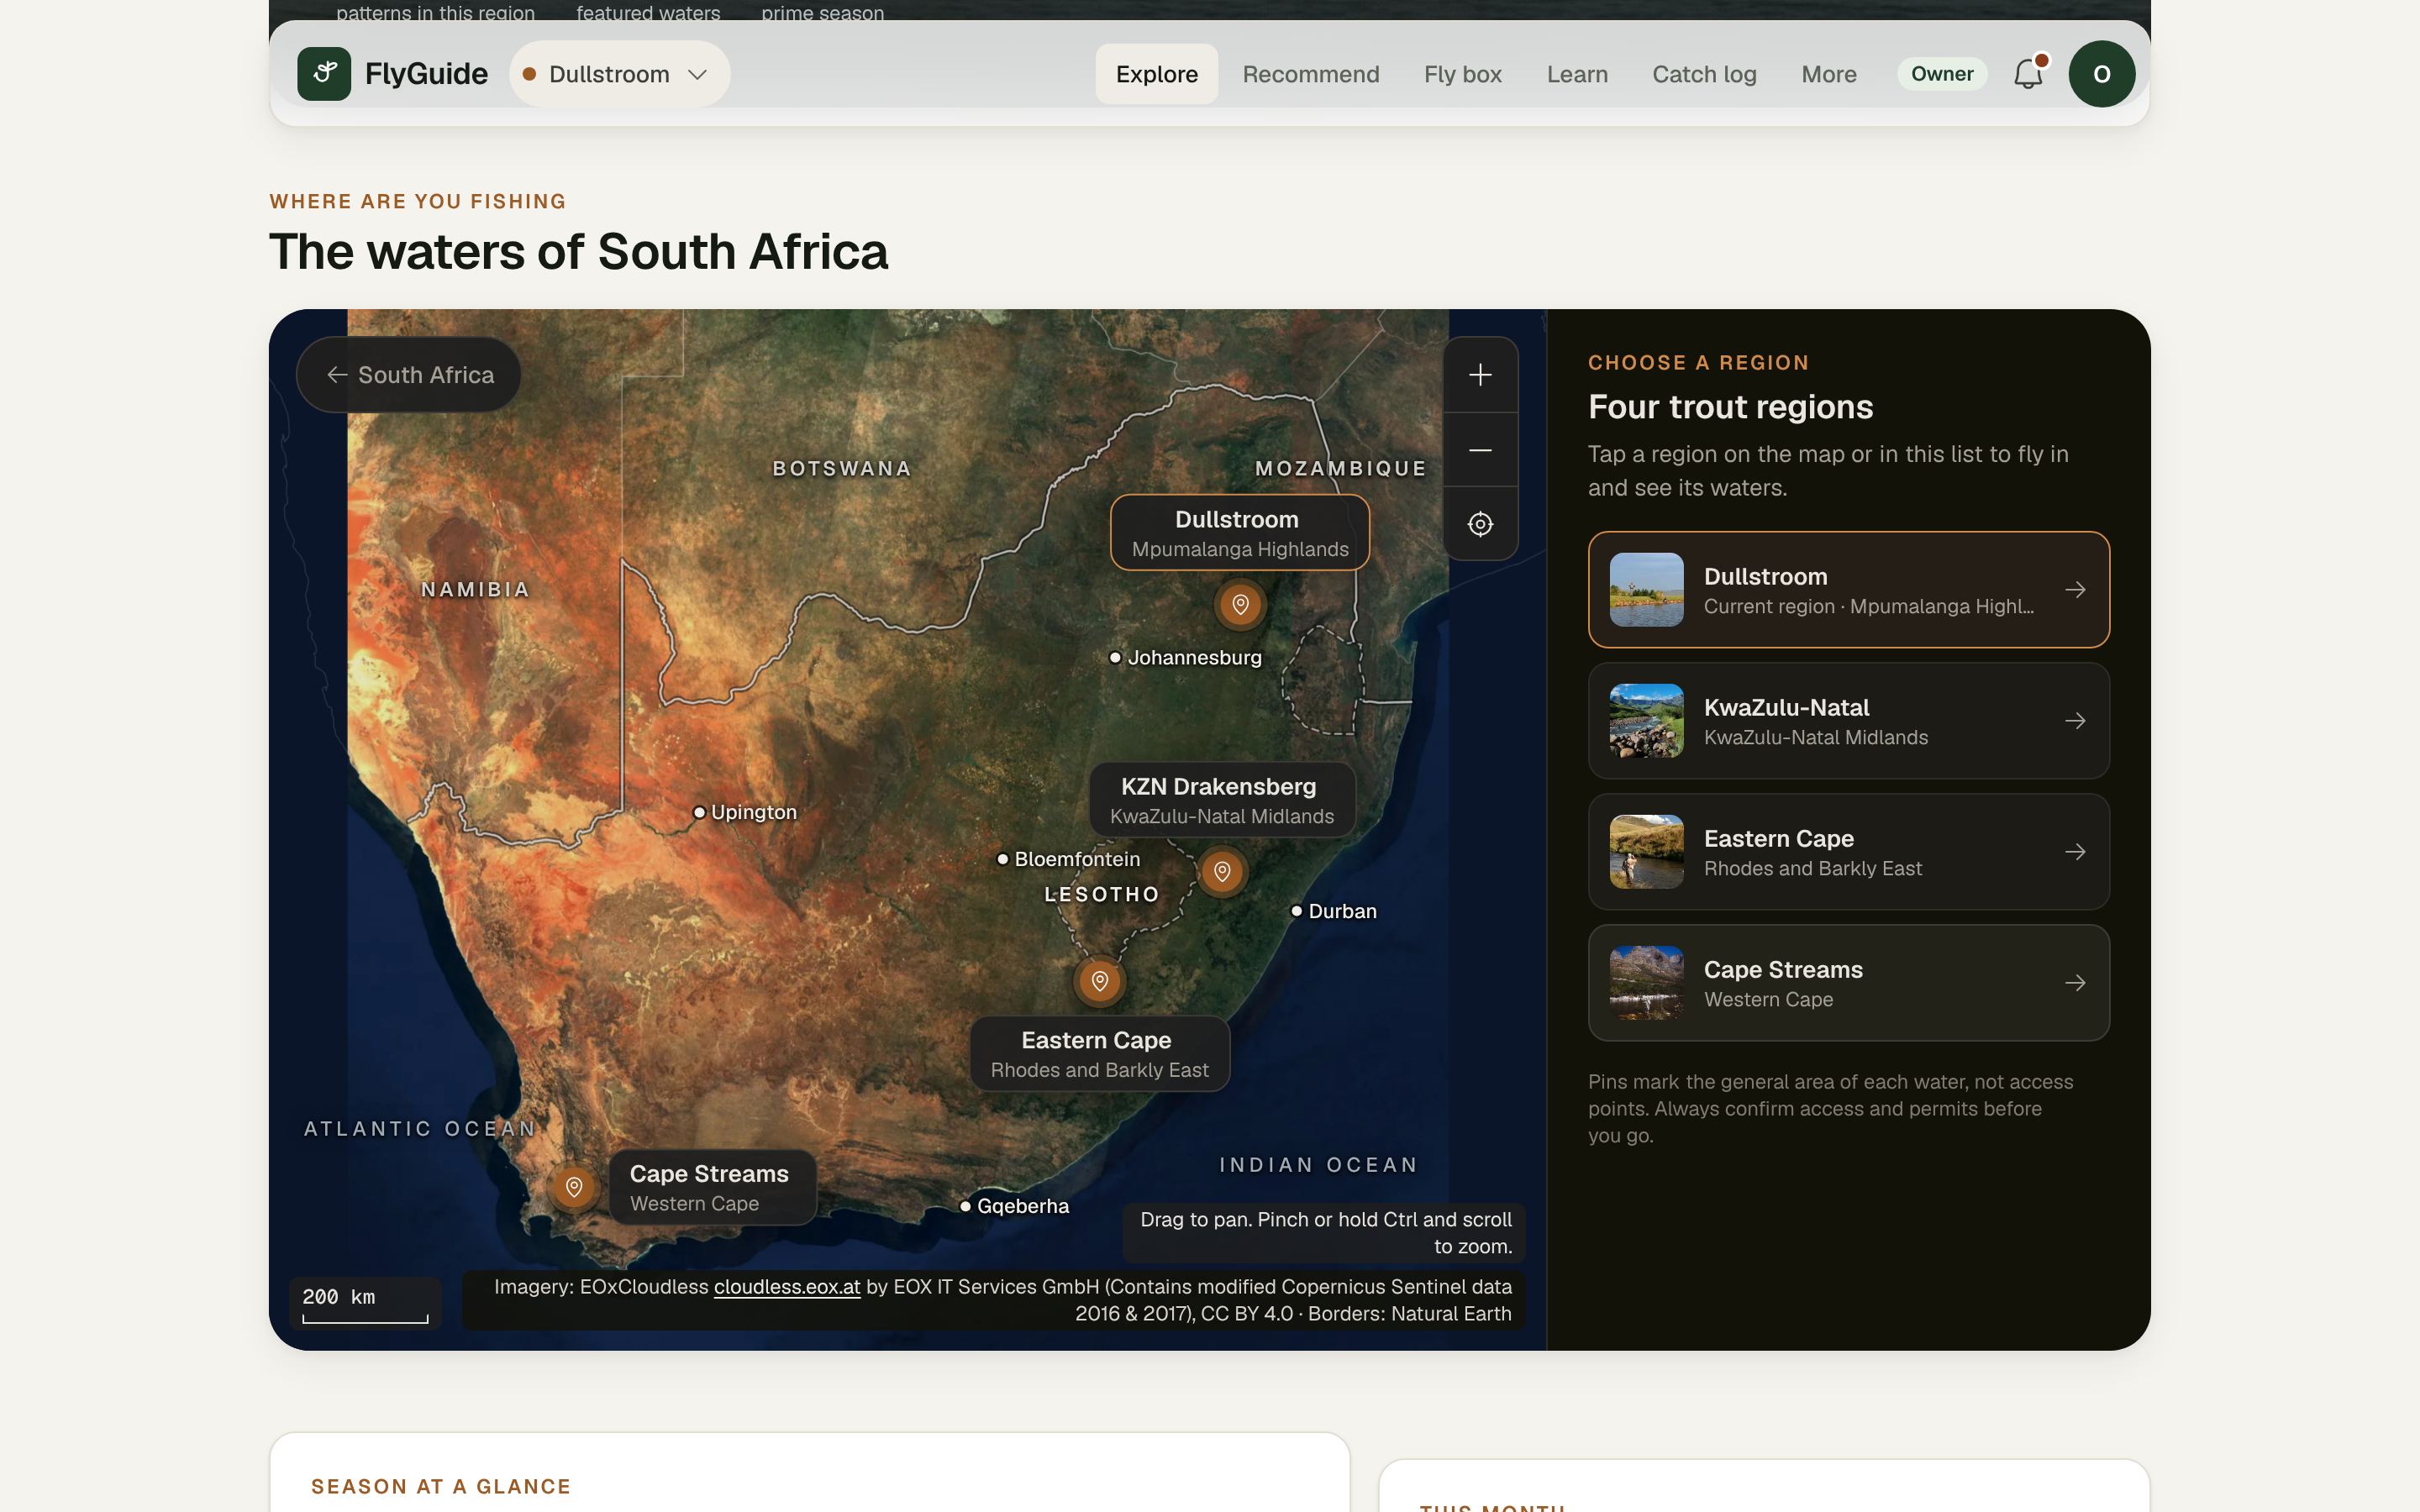 patterns in this region
featured waters
prime season
FlyGuide
Dullstroom
Explore
Recommend
Fly box
Learn
Catch log
More
Owner
O
WHERE ARE YOU FISHING
The waters of South Africa
South Africa
BOTSWANA
MOZAMBIQUE
Dullstroom
Mpumalanga Highlands
NAMIBIA
Johannesburg
KZN Drakensberg
KwaZulu-Natal Midlands
Upington
Bloemfontein
LESOTHO
Durban
Eastern Cape
Rhodes and Barkly East
ATLANTIC OCEAN
INDIAN OCEAN
Cape Streams
Western Cape
Gqeberha
Drag to pan. Pinch or hold Ctrl and scroll
to zoom.
200 km
Imagery: EOxCloudless cloudless.eox.at by EOX IT Services GmbH (Contains modified Copernicus Sentinel data
2016 & 2017), CC BY 4.0 · Borders: Natural Earth
CHOOSE A REGION
Four trout regions
Tap a region on the map or in this list to fly in
and see its waters.
Dullstroom
Current region · Mpumalanga Highl...
KwaZulu-Natal
KwaZulu-Natal Midlands
Eastern Cape
Rhodes and Barkly East
Cape Streams
Western Cape
Pins mark the general area of each water, not access
points. Always confirm access and permits before
you go.
SEASON AT A GLANCE
THIS MONTH